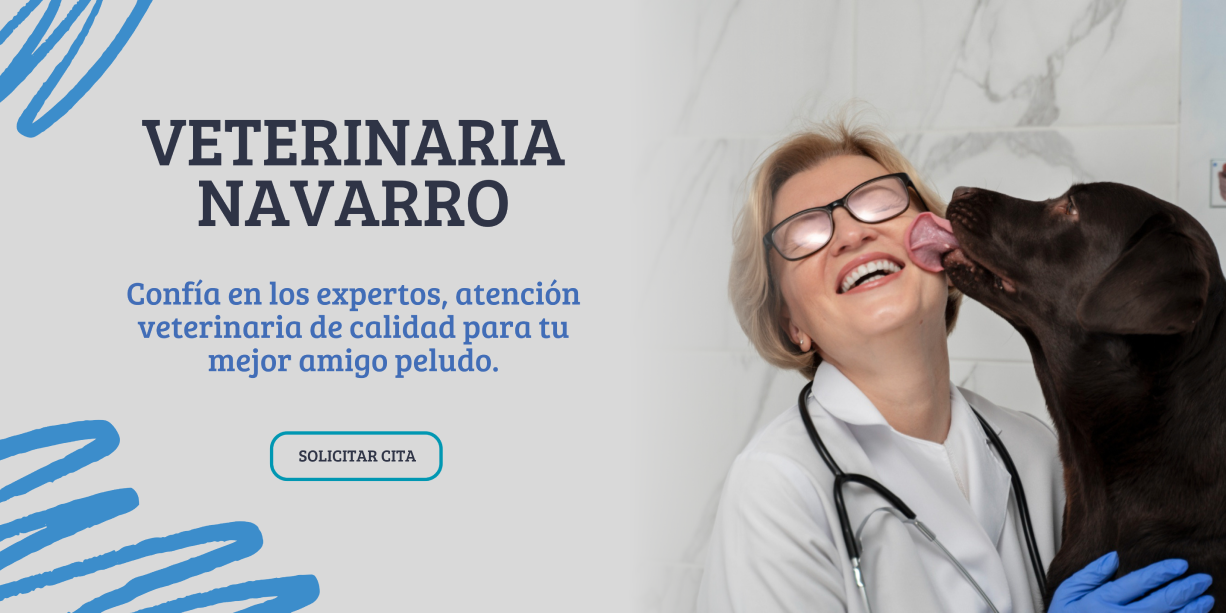 VETERINARIA
NAVARRO
Confía en los expertos, atención
veterinaria de calidad para tu
mejor amigo peludo.
SOLICITAR CITA